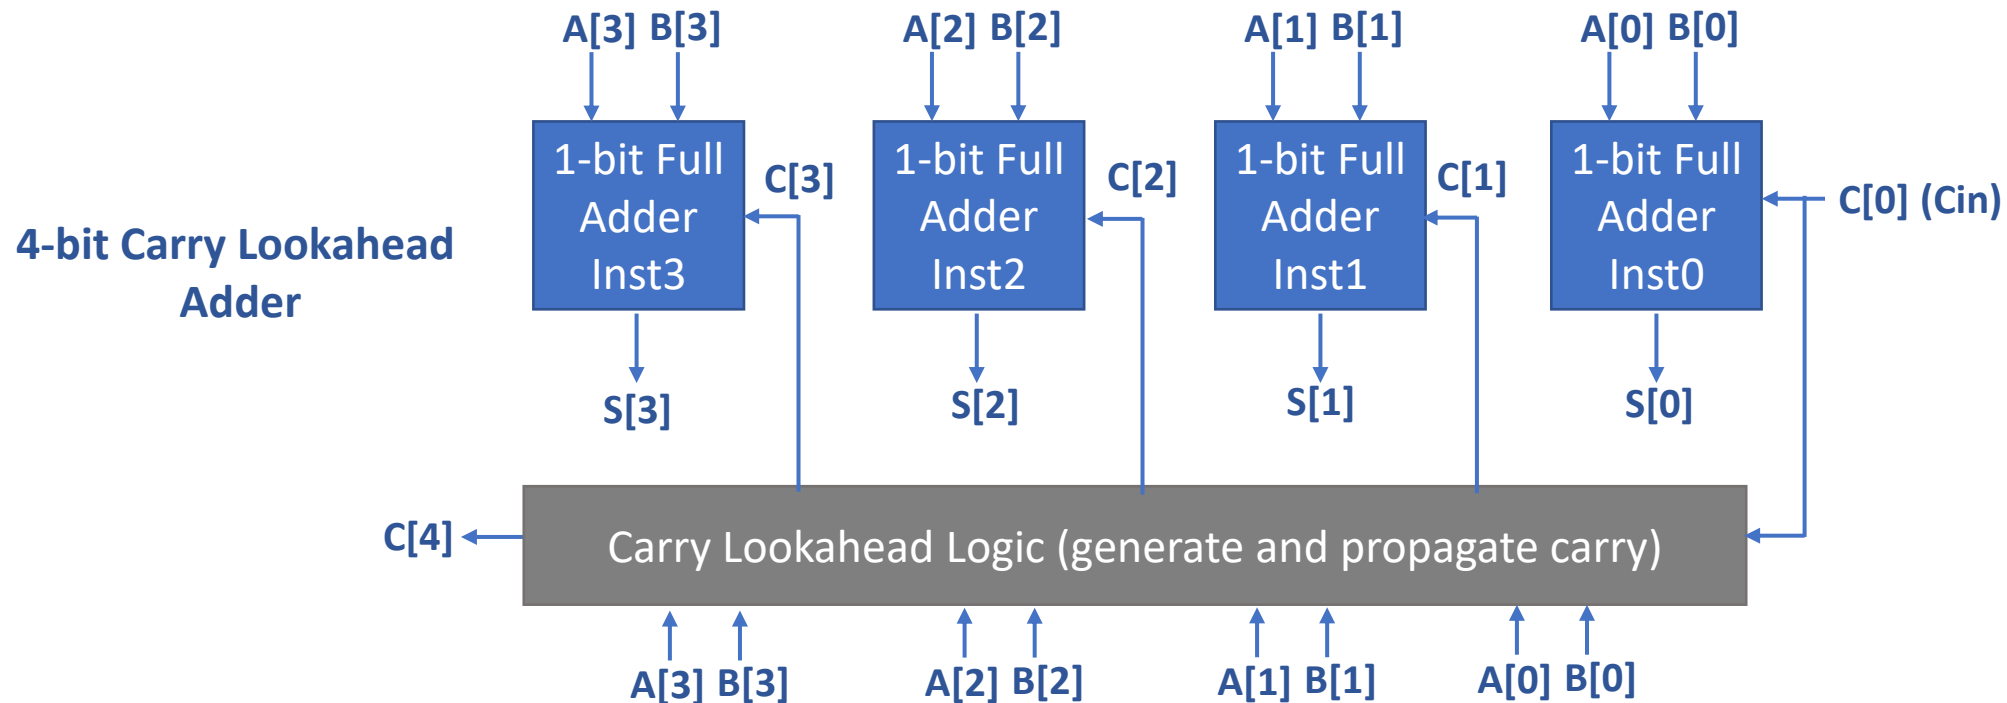 A[3] B[3] A[2] B[2] A[1] B[1] A[0] B[0]
1-bit Full
Adder
Inst3
C[3]
1-bit Full
Adder
Inst2
C[2]
1-bit Full
Adder
Inst1
C[1]
1-bit Full
Adder
Inst0
C[0] (Cin)
4-bit Carry Lookahead
Adder
S[3] S[2] S[1] S[0]
C[4]
Carry Lookahead Logic (generate and propagate carry)
A[3] B[3] A[2] B[2] A[1] B[1] A[0] B[0]